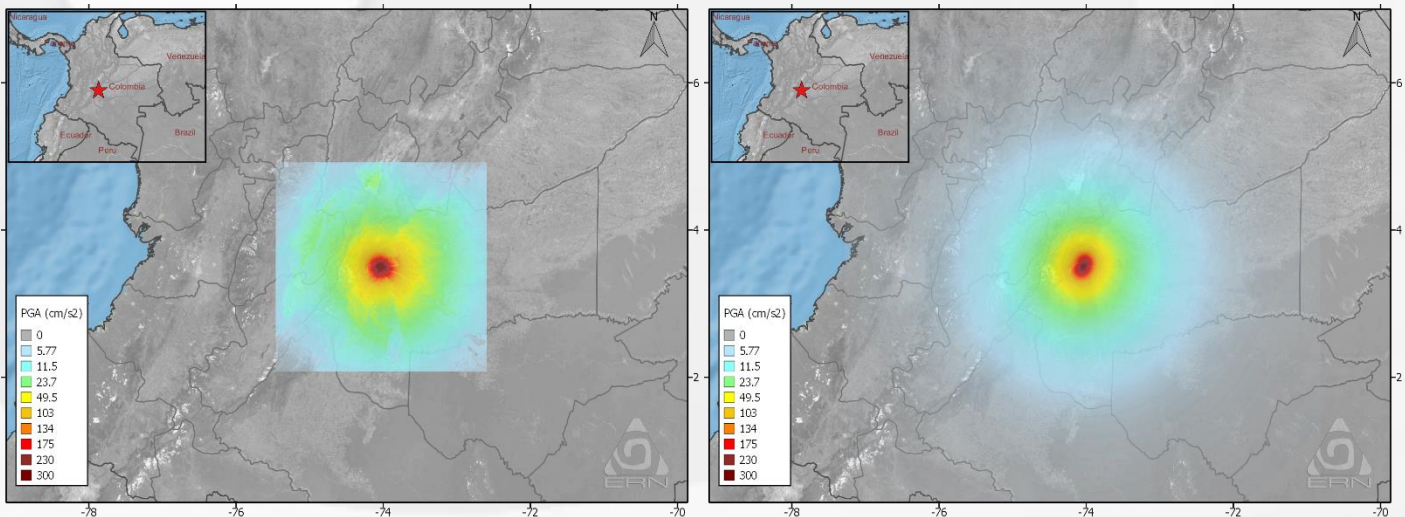 Nicaragua
Panama
Venezuela
Colombia
Ecuador
Brazil
Peru
N
PGA (cm/s2)
0
5.77
11.5
23.7
49.5
103
134
175
230
300
ERN
-78
-76
-74
-72
-70
Nicaragua
Panama
Venezuela
Colombia
Ecuador
Brazil
Peru
N
6
4
2
PGA (cm/s2)
0
5.77
11.5
23.7
49.5
103
134
175
230
300
ERN
-78
-76
-74
-72
-70
6
4
2